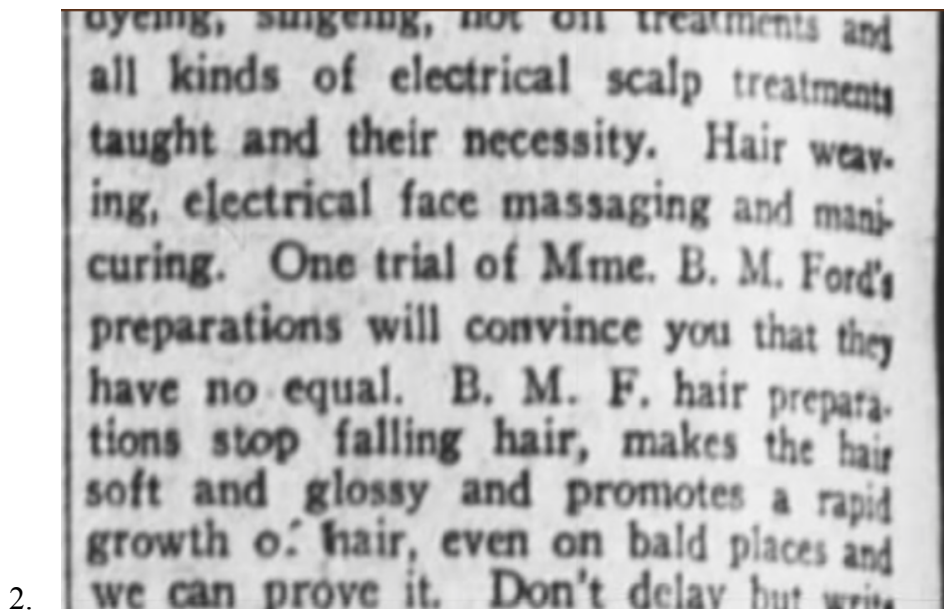 dyeing, singeing, hot oil treatments and
all kinds of electrical scalp treatments
taught and their necessity. Hair weav-
ing, electrical face massaging and mani-
curing. One trial of Mme. B. M. Ford's
preparations will convince you that they
have no equal. B. M. F. hair prepara-
tions stop falling hair, makes the hair
soft and glossy and promotes a rapid
growth of hair, even on bald places and
we can prove it. Don't delay but write
2.